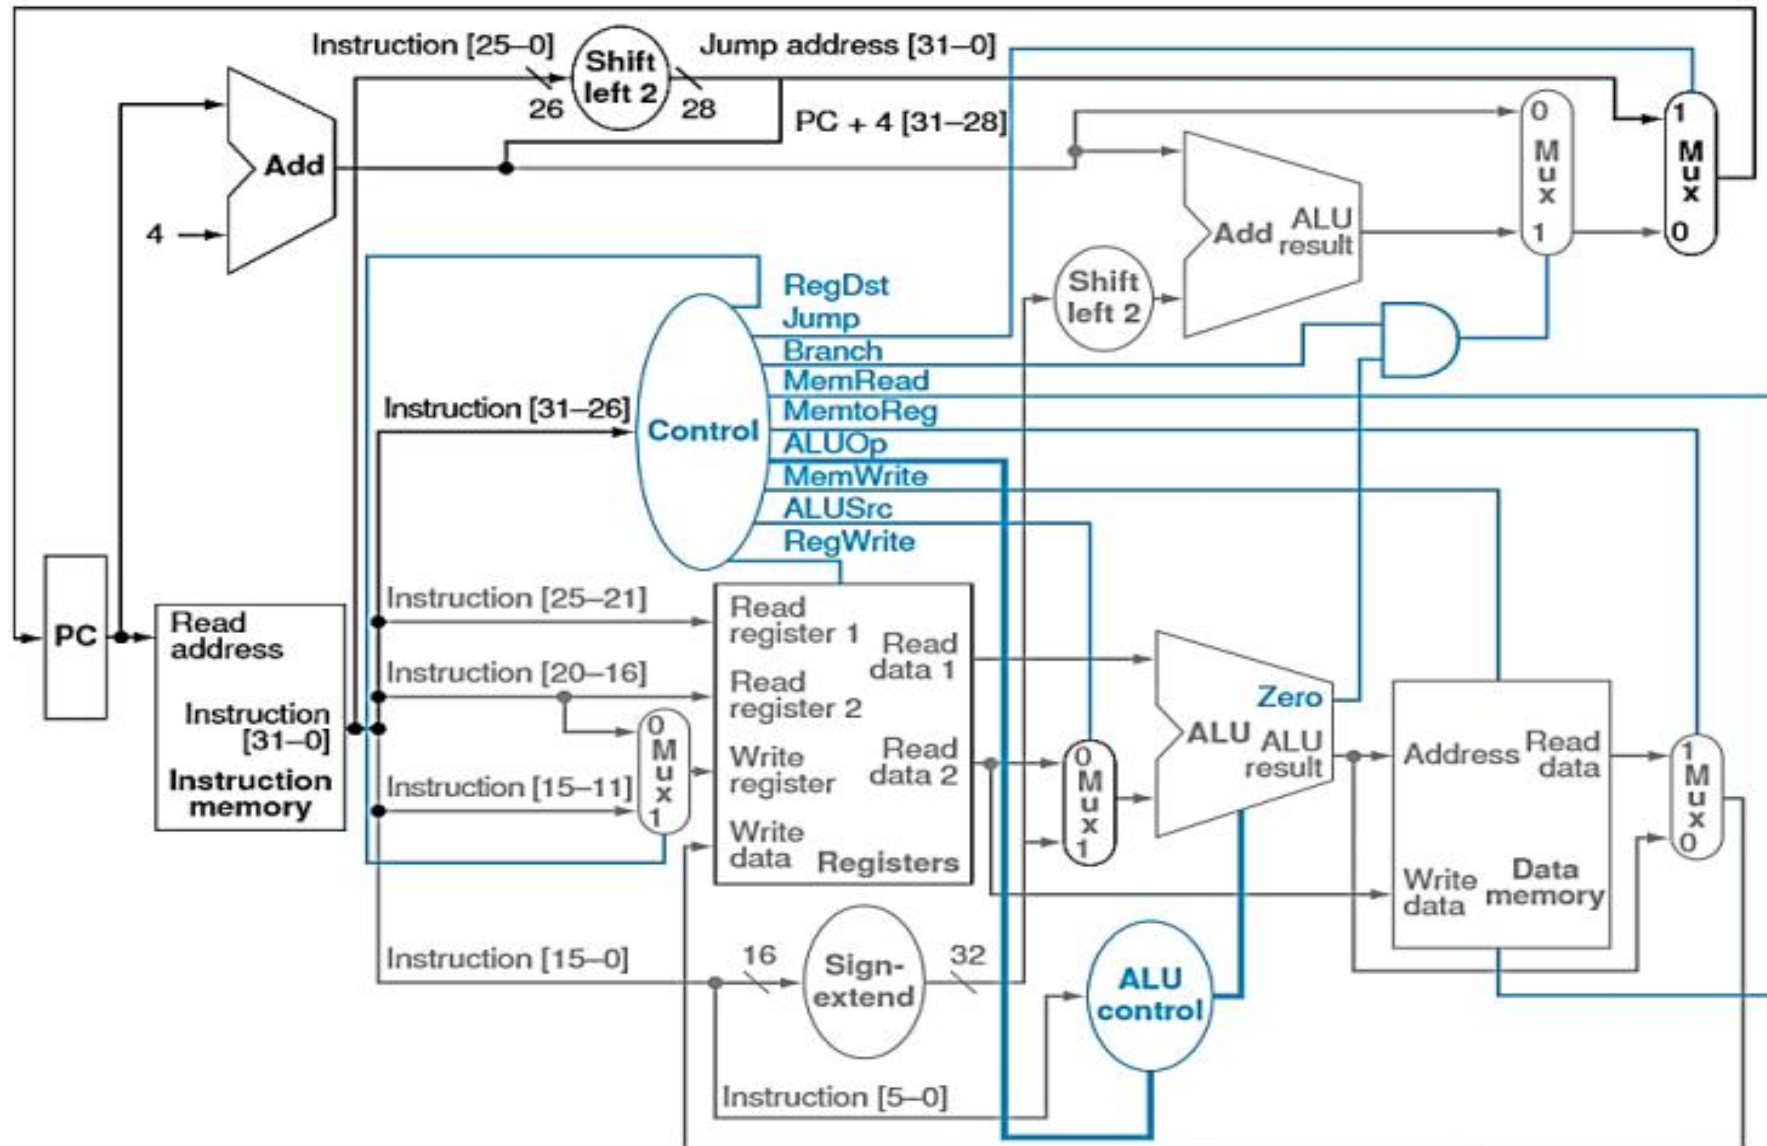 Instruction [25–0]
Shift
left 2
Jump address [31–0]
26
28
PC + 4 [31–28]
Add
4
0
M
u
x
1
1
M
u
x
0
Add
ALU
result
Shift
left 2
RegDst
Jump
Branch
MemRead
MemtoReg
ALUOp
MemWrite
ALUSrc
RegWrite
Instruction [31–26]
Control
PC
Read
address
Instruction
[31–0]
Instruction
memory
Instruction [25–21]
Instruction [20–16]
Instruction [15–11]
0
M
u
x
1
Read
register 1
Read
register 2
Write
register
Write
data
Read
data 1
Read
data 2
Registers
0
M
u
x
1
Zero
ALU
ALU
result
Address
Read
data
Write
data
Data
memory
1
M
u
x
0
Instruction [15–0]
16
Sign-
extend
32
ALU
control
Instruction [5–0]